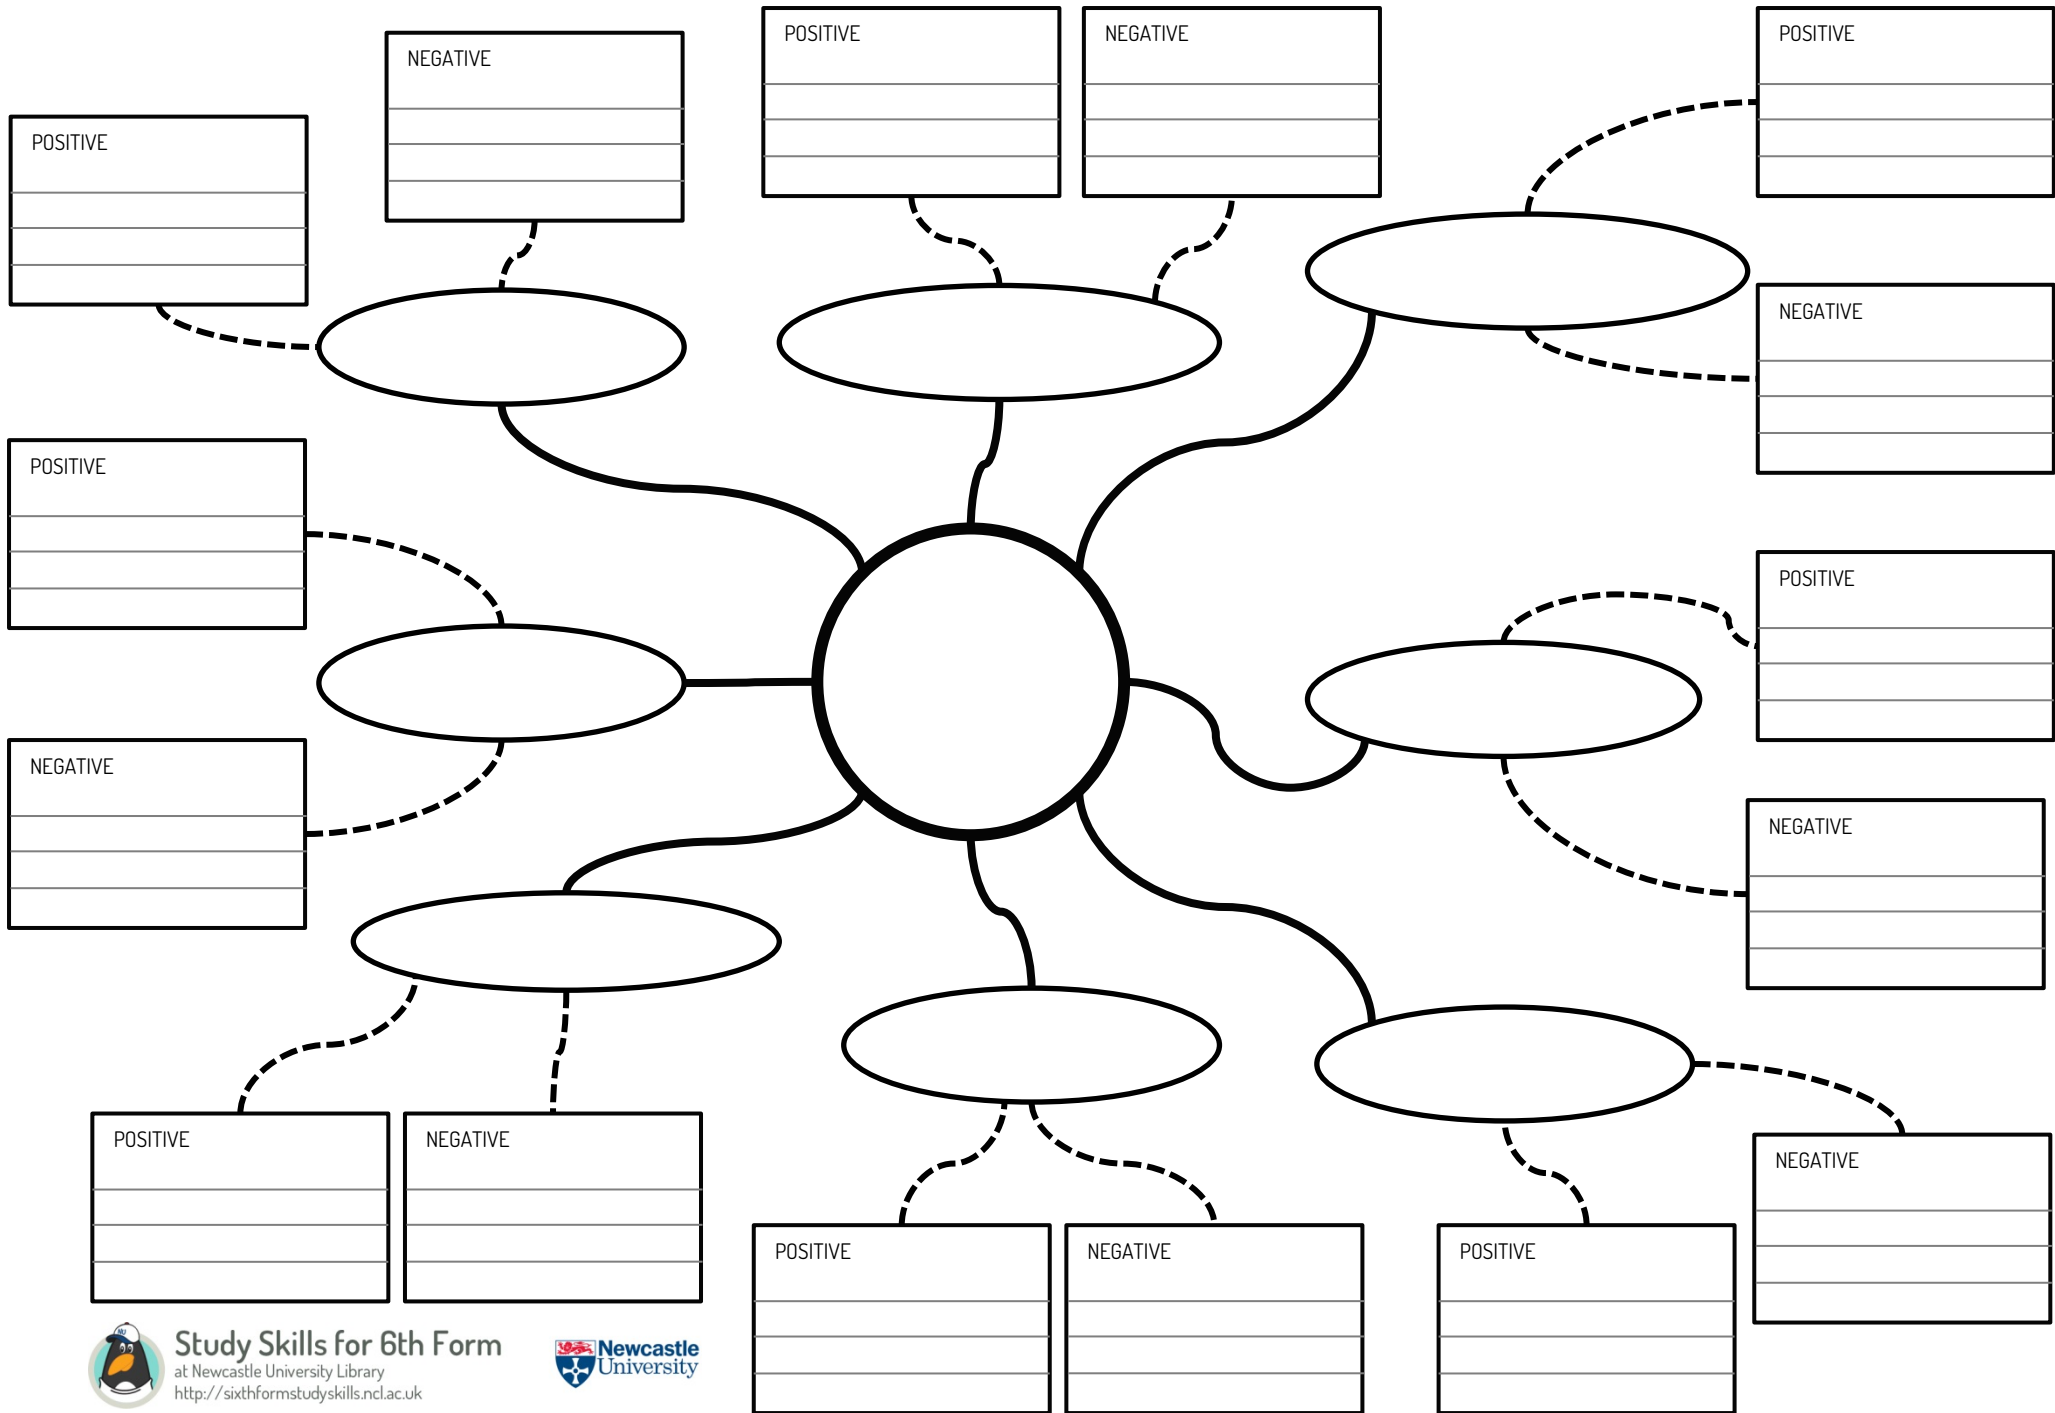 POSITIVE
NEGATIVE
POSITIVE
NEGATIVE
POSITIVE
NEGATIVE
POSITIVE
NEGATIVE
POSITIVE
NEGATIVE
POSITIVE
NEGATIVE
POSITIVE
NEGATIVE
POSITIVE
NEGATIVE
NU
Study Skills for 6th Form
at Newcastle University Library
http://sixthformstudyskills.ncl.ac.uk
Newcastle
University